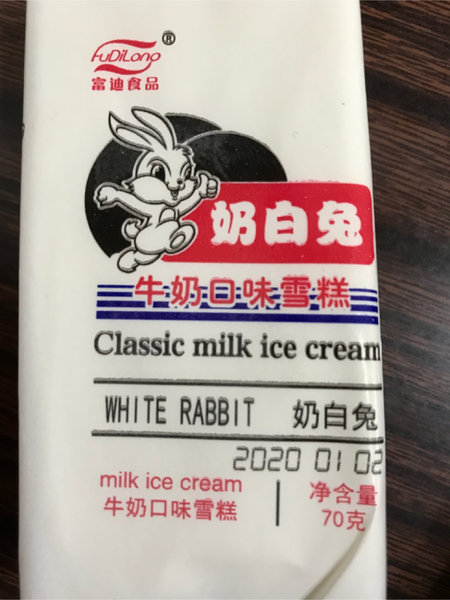 FuDiLong®
富迪食品
奶白兔
牛奶口味雪糕
Classic milk ice cream
WHITE RABBIT 奶白兔
2020 01 02
milk ice cream
牛奶口味雪糕
净含量
70克